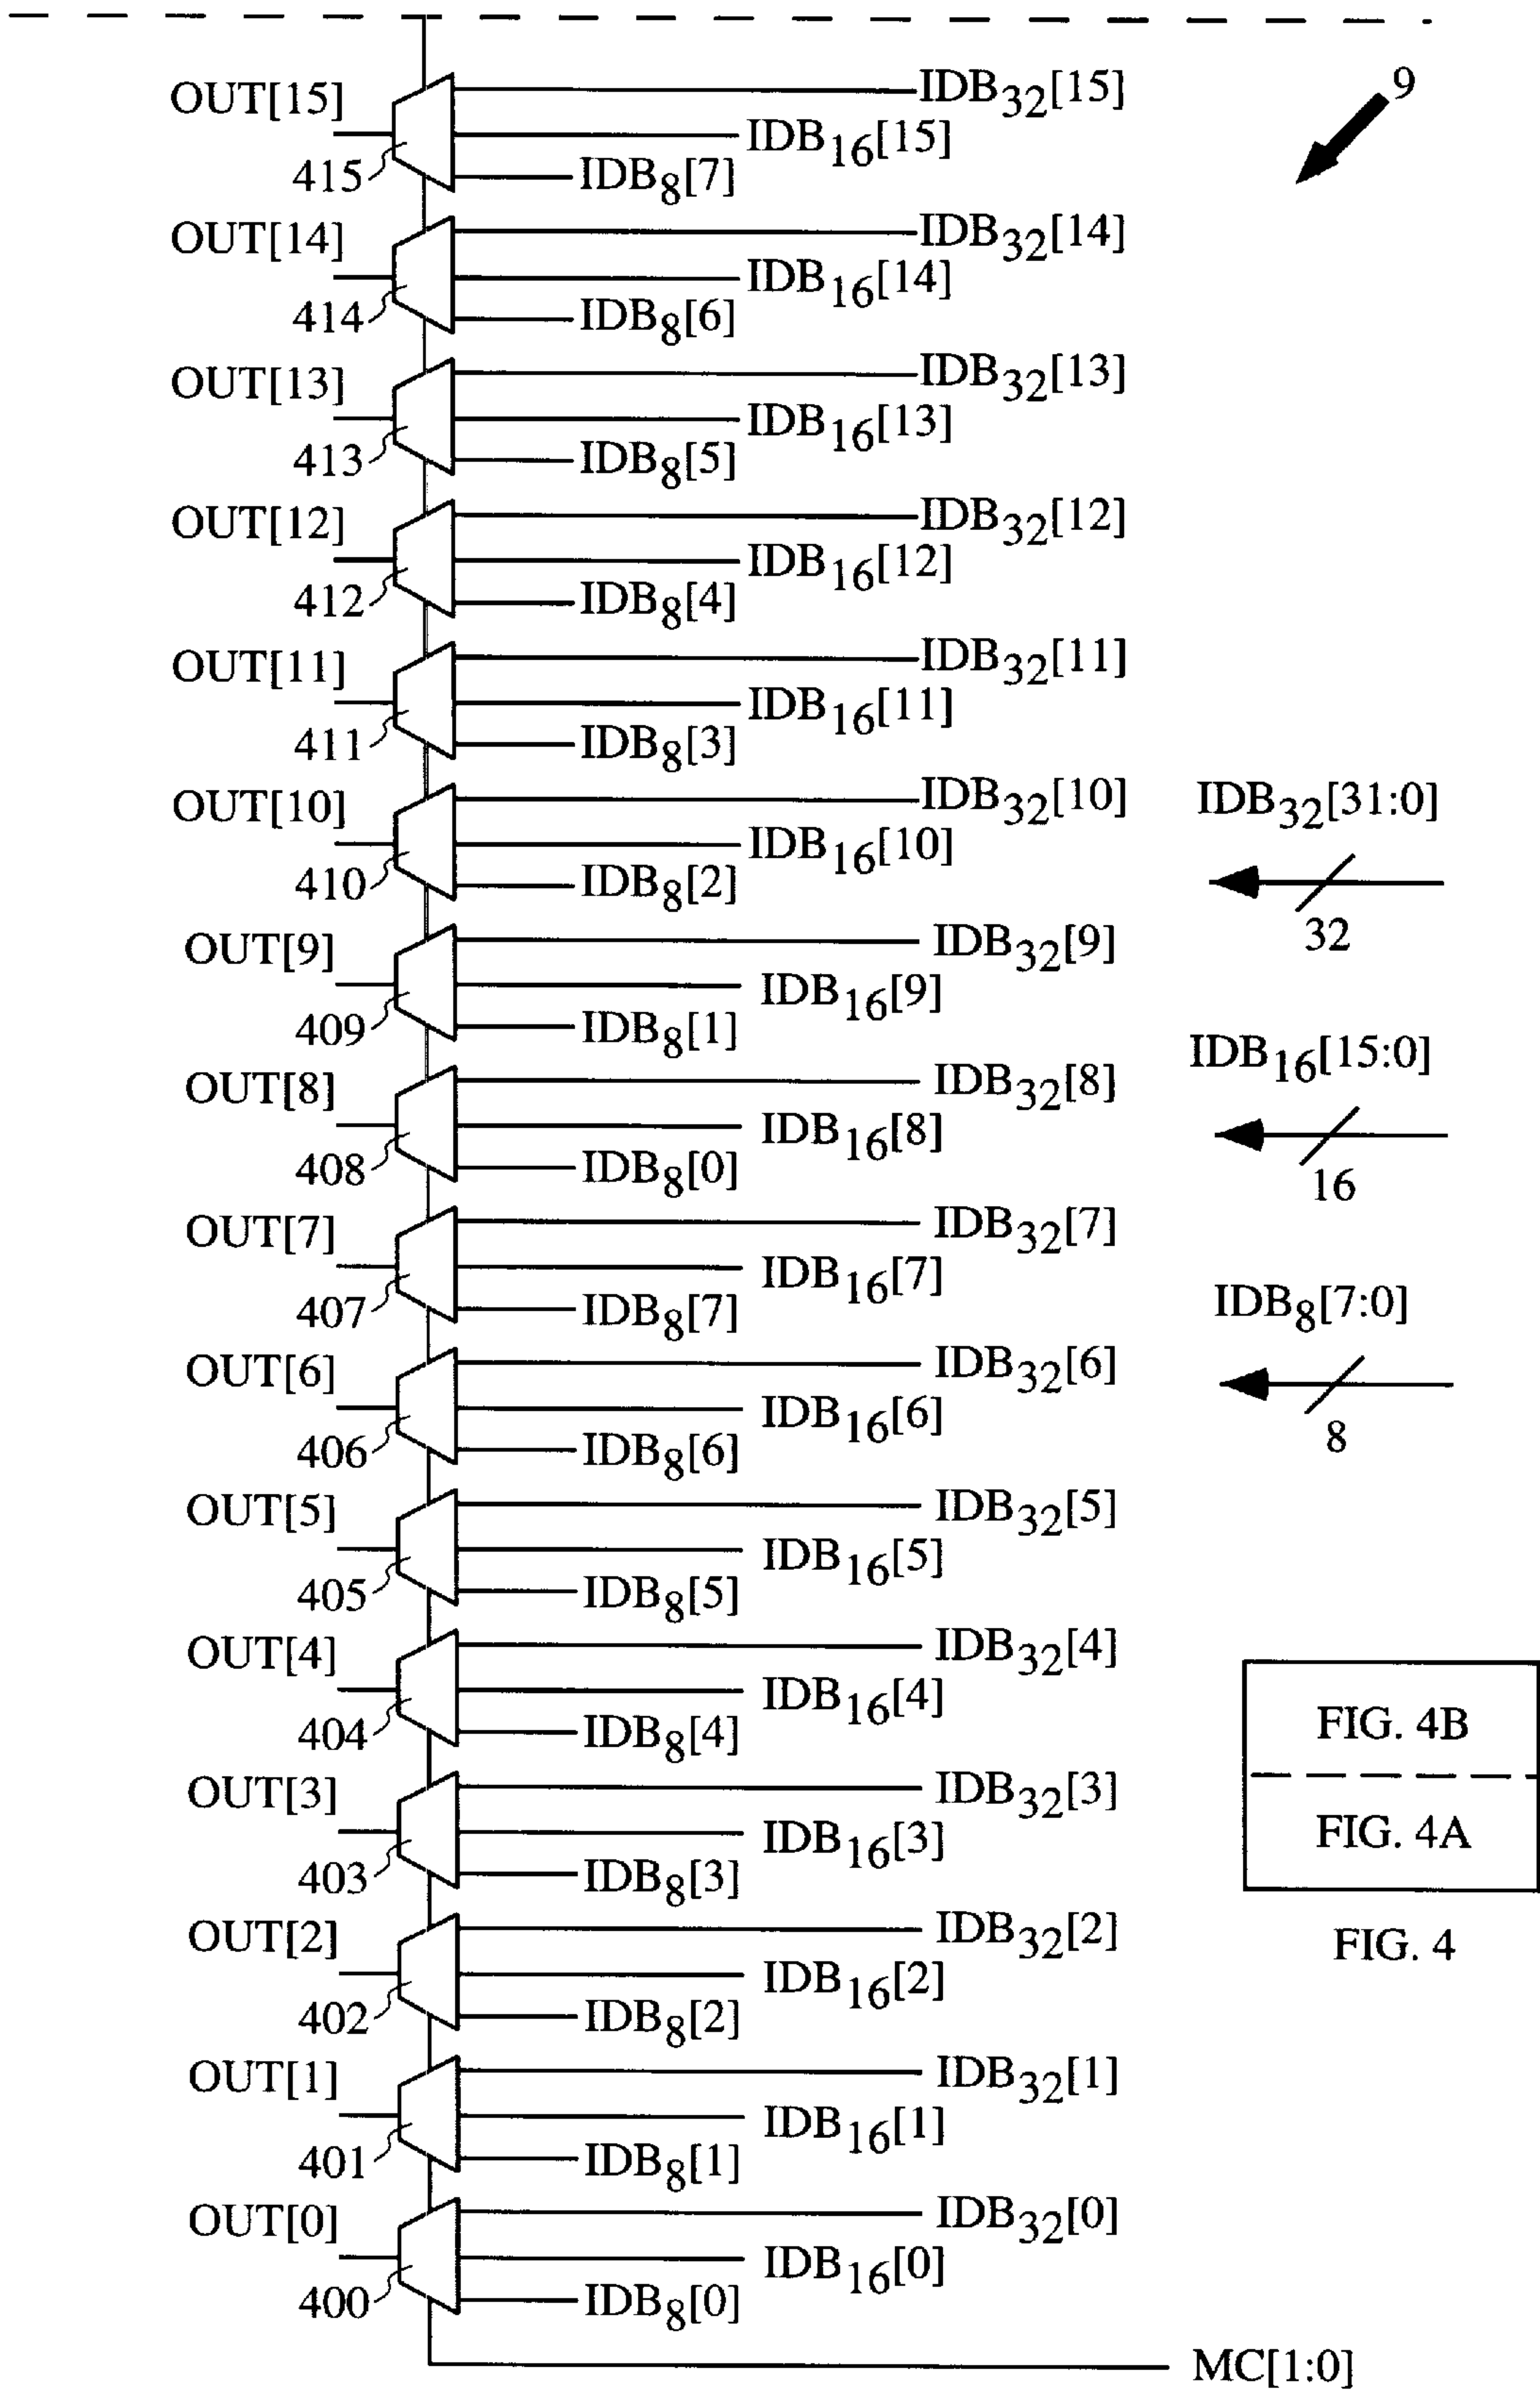 9
OUT[15]
415
IDB32[15]
IDB16[15]
IDB8[7]
OUT[14]
414
IDB32[14]
IDB16[14]
IDB8[6]
OUT[13]
413
IDB32[13]
IDB16[13]
IDB8[5]
OUT[12]
412
IDB32[12]
IDB16[12]
IDB8[4]
OUT[11]
411
IDB32[11]
IDB16[11]
IDB8[3]
OUT[10]
410
IDB32[10]
IDB16[10]
IDB8[2]
OUT[9]
409
IDB32[9]
IDB16[9]
IDB8[1]
OUT[8]
408
IDB32[8]
IDB16[8]
IDB8[0]
OUT[7]
407
IDB32[7]
IDB16[7]
IDB8[7]
OUT[6]
406
IDB32[6]
IDB16[6]
IDB8[6]
OUT[5]
405
IDB32[5]
IDB16[5]
IDB8[5]
OUT[4]
404
IDB32[4]
IDB16[4]
IDB8[4]
OUT[3]
403
IDB32[3]
IDB16[3]
IDB8[3]
OUT[2]
402
IDB32[2]
IDB16[2]
IDB8[2]
OUT[1]
401
IDB32[1]
IDB16[1]
IDB8[1]
OUT[0]
400
IDB32[0]
IDB16[0]
IDB8[0]
MC[1:0]
IDB32[31:0]
32
IDB16[15:0]
16
IDB8[7:0]
8
FIG. 4B
FIG. 4A
FIG. 4